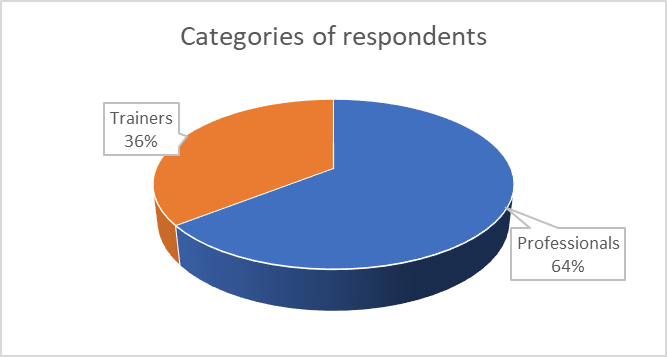 Categories of respondents
Trainers
36%
Professionals
64%